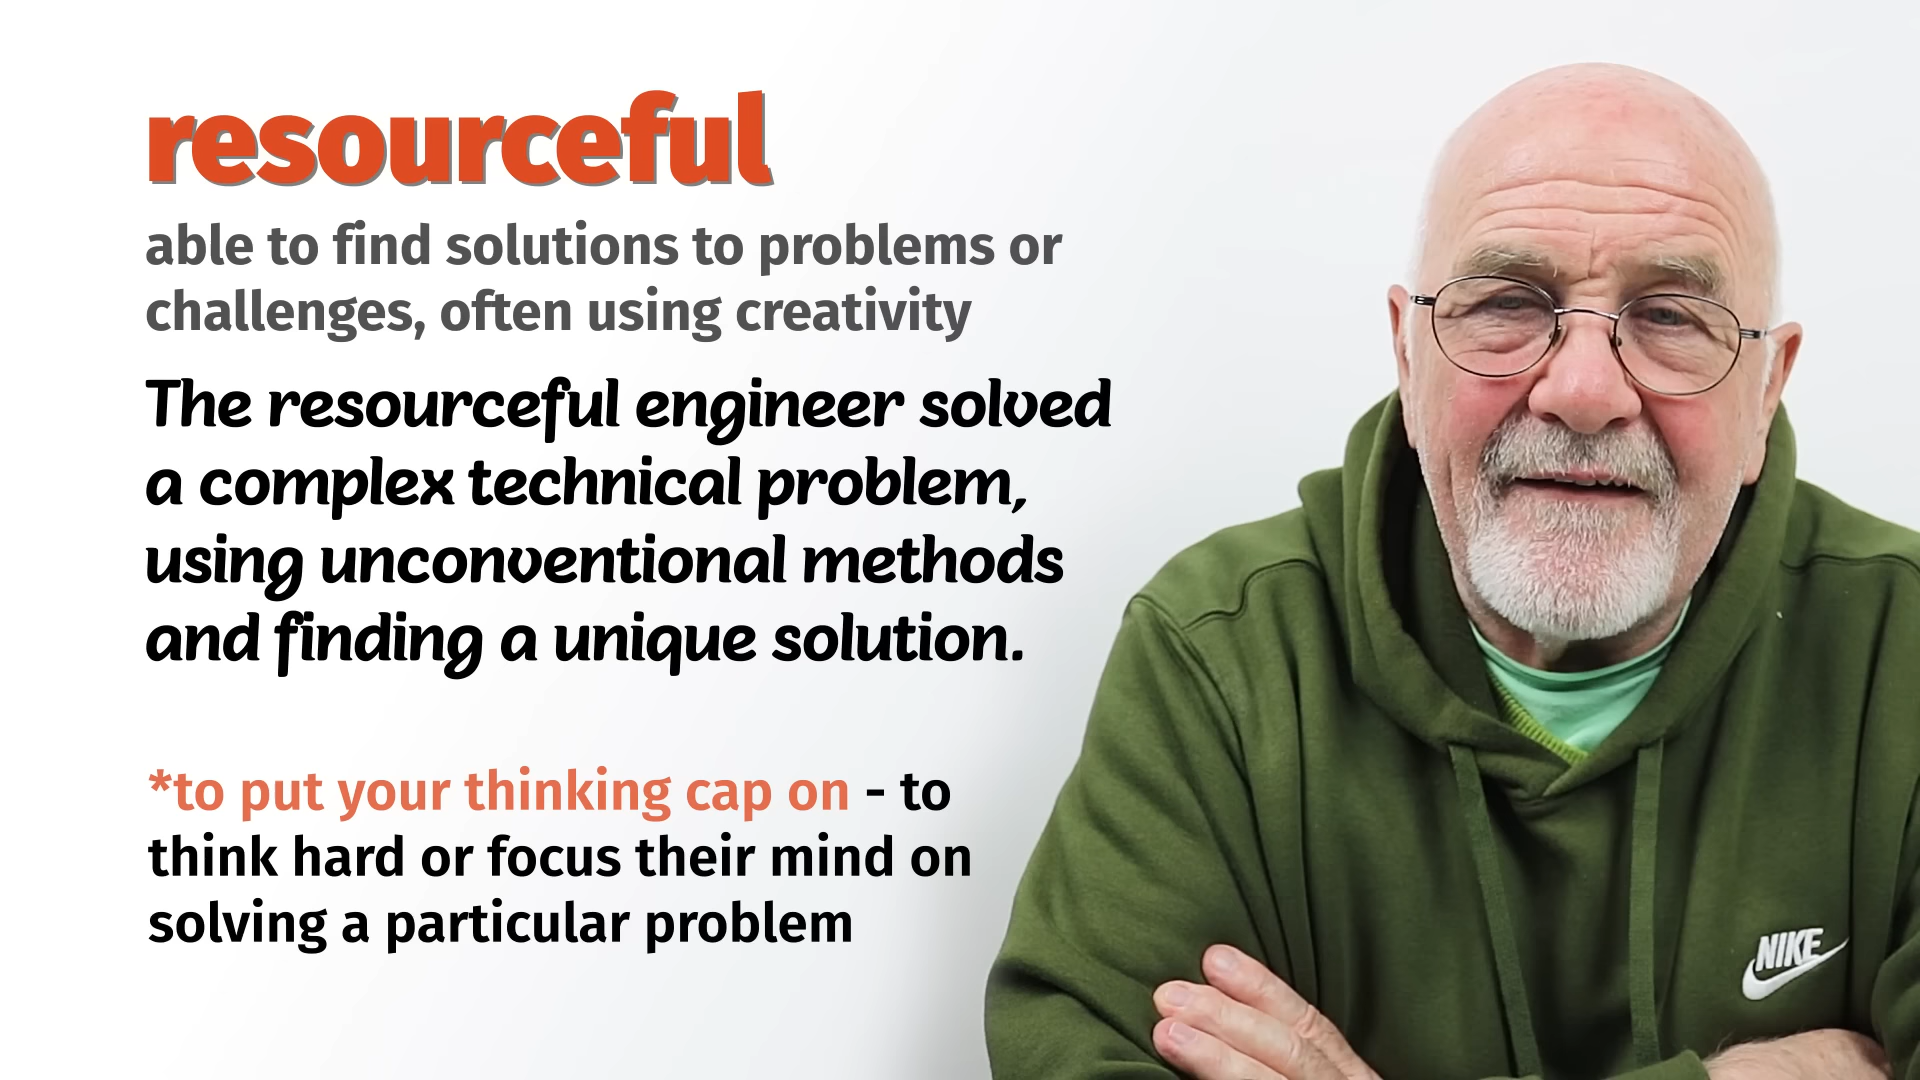 resourceful
able to find solutions to problems or
challenges, often using creativity
The resourceful engineer solved
a complex technical problem,
using unconventional methods
and finding a unique solution.
*to put your thinking cap on - to
think hard or focus their mind on
solving a particular problem
NIKE